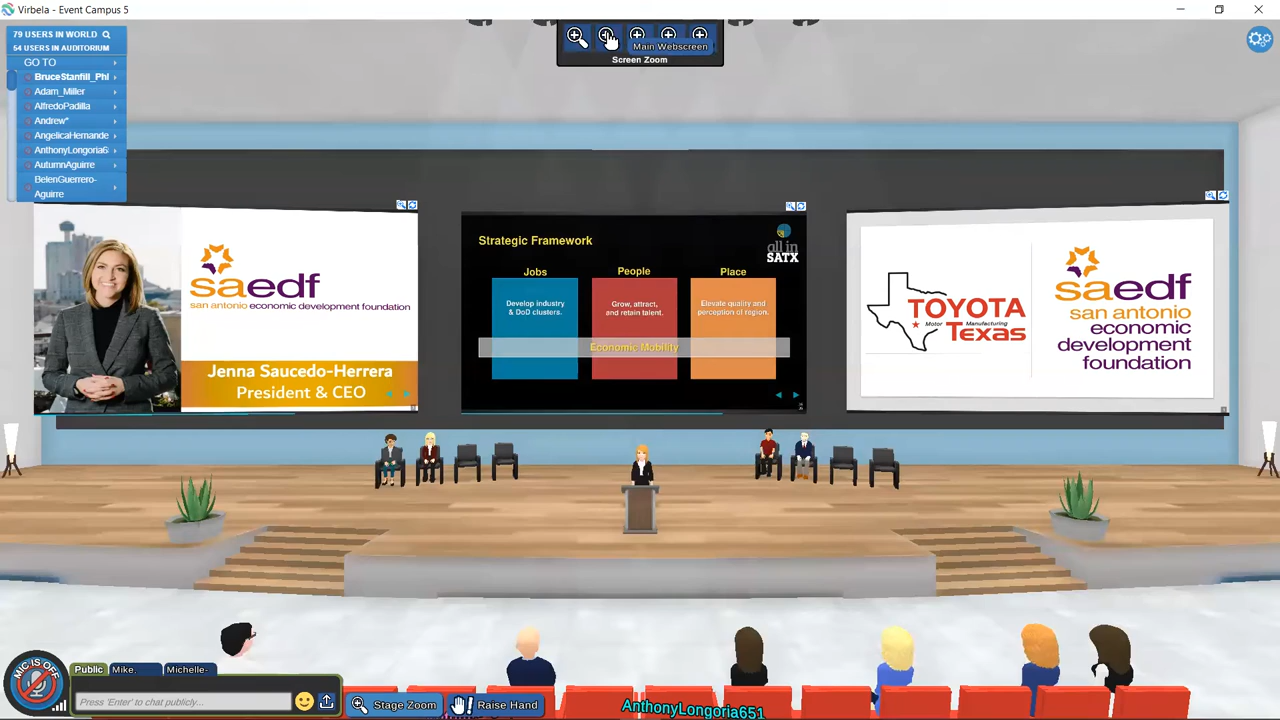 Virbela - Event Campus 5
79 USERS IN WORLD
54 USERS IN AUDITORIUM
GO TO
BruceStanfill_Phi
Adam_Miller
AlfredoPadilla
Andrew*
AngelicaHernande
AnthonyLongoria6
AutumnAguirre
BelenGuerrero-
Aguirre
Main Webscreen
Screen Zoom
saedf
san antonio economic development foundation
Jenna Saucedo-Herrera
President & CEO
Strategic Framework
all in
SATX
Jobs
People
Place
Develop industry
& DoD clusters.
Grow, attract,
and retain talent.
Elevate quality and
perception of region.
Economic Mobility
TOYOTA
Motor Manufacturing
Texas
saedf
san antonio
economic
development
foundation
MIC IS OFF
Public
Mike.
Michelle-
Press 'Enter' to chat publicly...
Stage Zoom
Raise Hand
AnthonyLongoria651